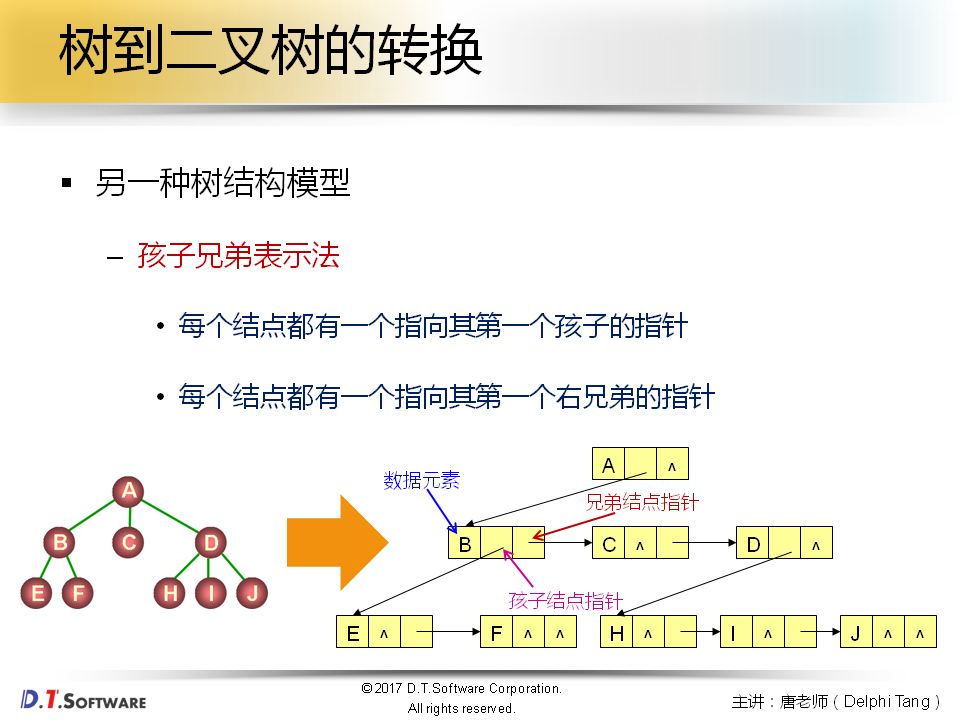 树到二叉树的转换
▪ 另一种树结构模型
– 孩子兄弟表示法
• 每个结点都有一个指向其第一个孩子的指针
• 每个结点都有一个指向其第一个右兄弟的指针
A
B C D
E F H I J
数据元素
兄弟结点指针
孩子结点指针
A ∧
B C ∧ D ∧
E ∧ F ∧ ∧ H ∧ I ∧ J ∧ ∧
D.T.SOFTWARE
©2017 D.T.Software Corporation.
All rights reserved.
主讲：唐老师（Delphi Tang）